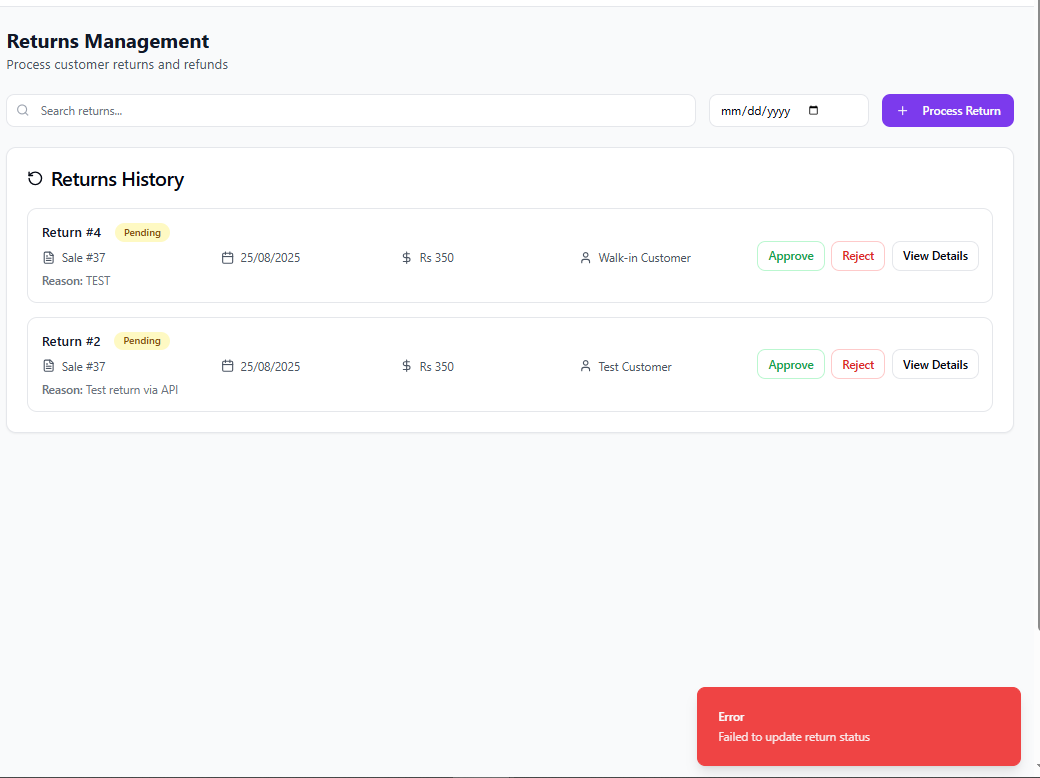 Returns Management
Process customer returns and refunds
Search returns...
mm/dd/yyyy
Process Return
Returns History
Return #4 Pending
Sale #37 25/08/2025 Rs 350 Walk-in Customer Approve Reject View Details
Reason: TEST
Return #2 Pending
Sale #37 25/08/2025 Rs 350 Test Customer Approve Reject View Details
Reason: Test return via API
Error
Failed to update return status